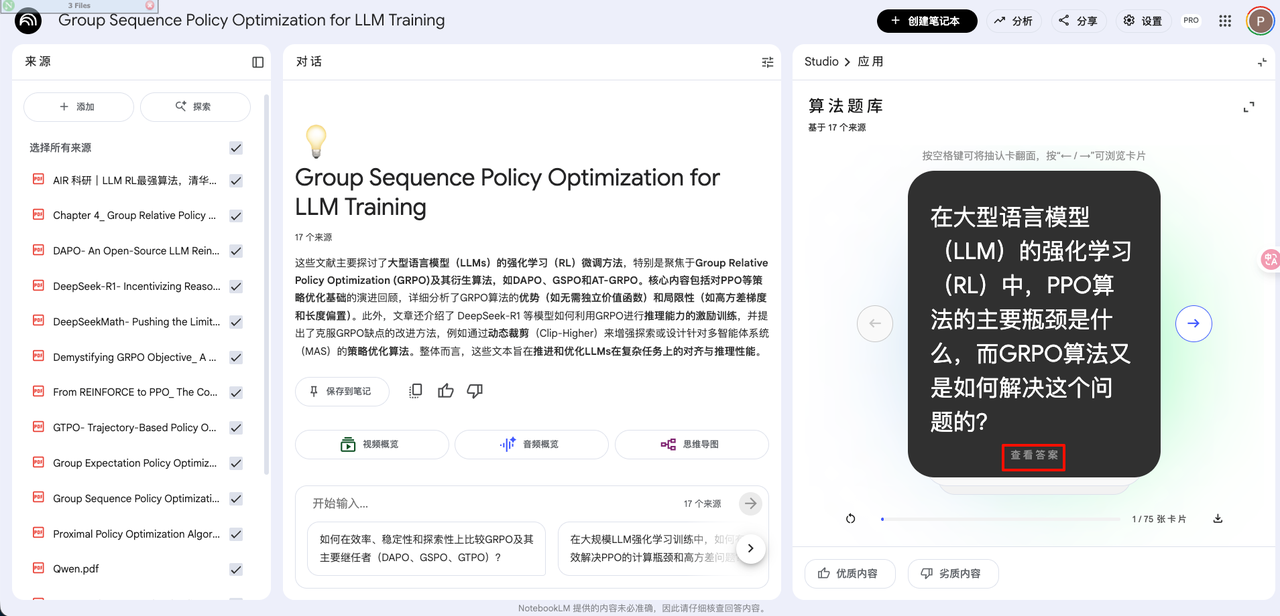 3 Files
Group Sequence Policy Optimization for LLM Training
创建笔记本
分析
分享
设置
PRO
P
来源
添加
探索
选择所有来源
AIR 科研｜LLM RL最强算法，清华...
Chapter 4_ Group Relative Policy ...
DAPO- An Open-Source LLM Rein...
DeepSeek-R1- Incentivizing Reaso...
DeepSeekMath- Pushing the Limit...
Demystifying GRPO Objective_ A ...
From REINFORCE to PPO_ The Co...
GTPO- Trajectory-Based Policy O...
Group Expectation Policy Optimiz...
Group Sequence Policy Optimizati...
Proximal Policy Optimization Algor...
Qwen.pdf
对话
Group Sequence Policy Optimization for
LLM Training
17 个来源
这些文献主要探讨了大型语言模型（LLMs）的强化学习（RL）微调方法，特别是聚焦于Group Relative
Policy Optimization (GRPO)及其衍生算法，如DAPO、GSPO和AT-GRPO。核心内容包括对PPO等策
略优化基础的演进回顾，详细分析了GRPO算法的优势（如无需独立价值函数）和局限性（如高方差梯度
和长度偏置）。此外，文章还介绍了 DeepSeek-R1 等模型如何利用GRPO进行推理能力的激励训练，并提
出了克服GRPO缺点的改进方法，例如通过动态裁剪（Clip-Higher）来增强探索或设计针对多智能体系统
（MAS）的策略优化算法。整体而言，这些文本旨在推进和优化LLMs在复杂任务上的对齐与推理性能。
保存到笔记
视频概览
音频概览
思维导图
开始输入...
17 个来源
如何在效率、稳定性和探索性上比较GRPO及其
主要继任者（DAPO、GSPO、GTPO）？
在大规模LLM强化学习训练中，如何
效解决PPO的计算瓶颈和高方差问题
Studio > 应用
算法题库
基于 17 个来源
按空格键可将抽认卡翻面，按“← / →”可浏览卡片
在大型语言模型
（LLM）的强化学习
（RL）中，PPO算
法的主要瓶颈是什
么，而GRPO算法又
是如何解决这个问
题的?
查看答案
1 / 75 张卡片
优质内容
劣质内容
NotebookLM 提供的内容未必准确，因此请仔细核查回答内容。